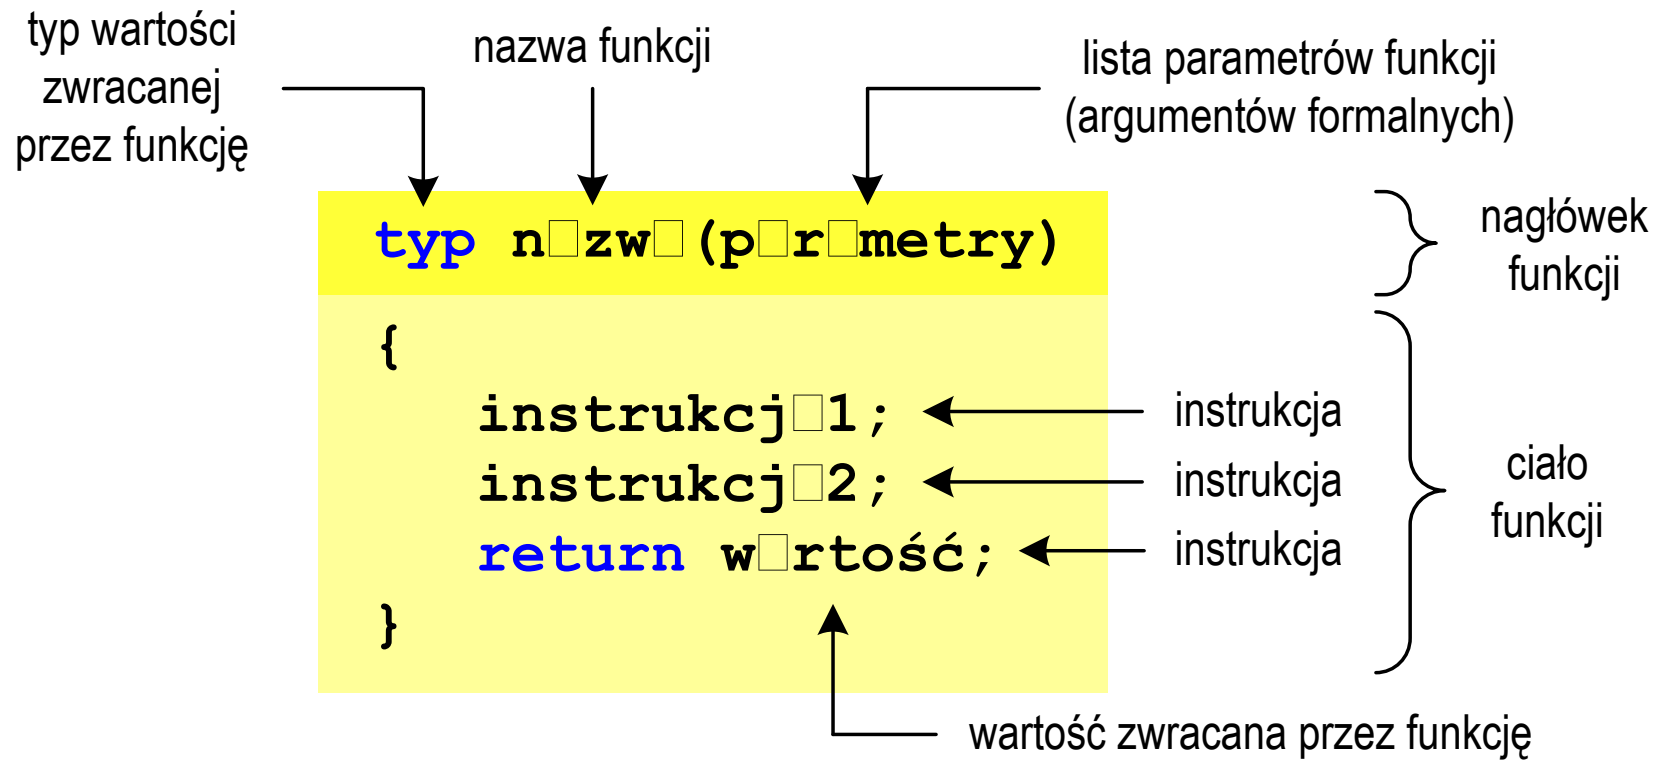 typ wartości
zwracanej
przez funkcję
nazwa funkcji
lista parametrów funkcji
(argumentów formalnych)
typ n□zw□(p□r□metry)
nagłówek
funkcji
{
instrukcj□1;
instrukcja
instrukcj□2;
instrukcja
return w□rtość;
instrukcja
}
ciało
funkcji
wartość zwracana przez funkcję